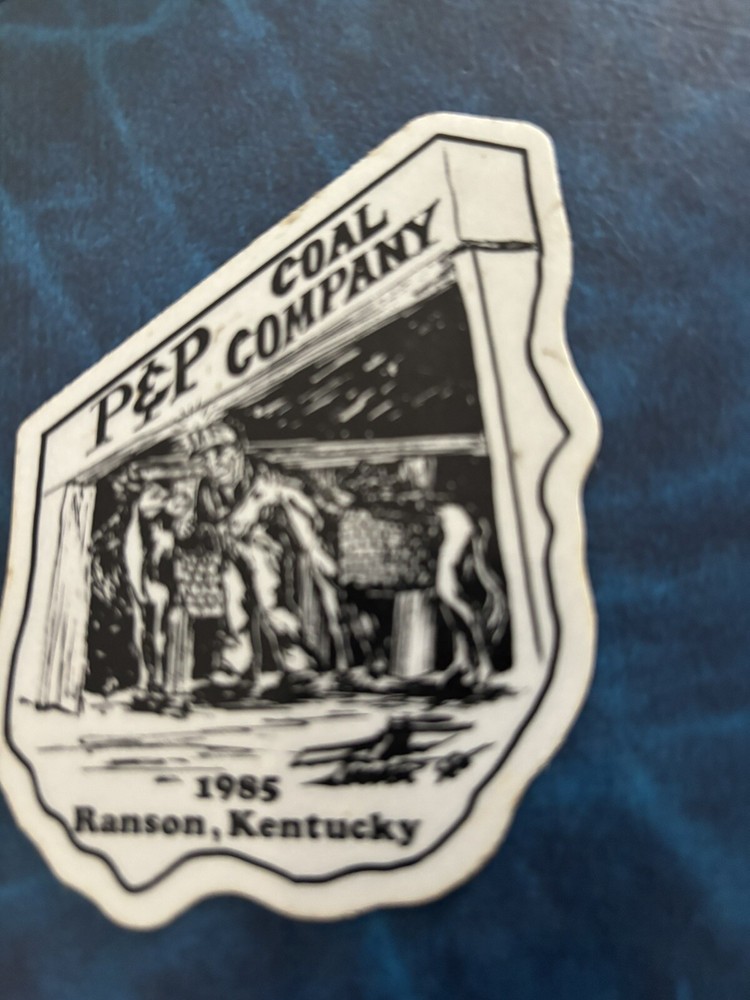 COAL
P&P COMPANY
1985
Ranson, Kentucky